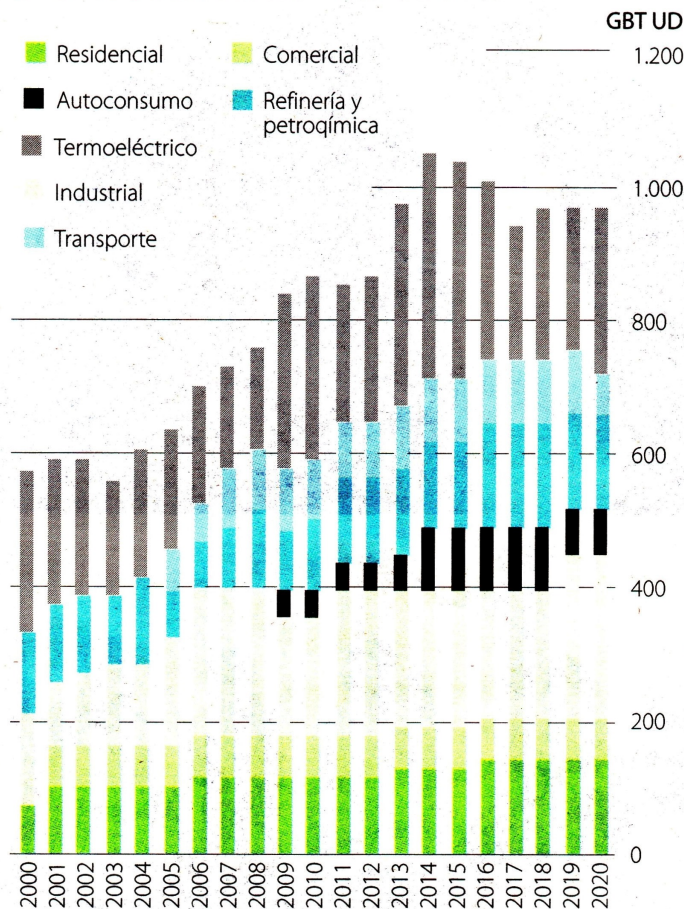 GBT UD
Residencial
Comercial
1.200
Autoconsumo
Refinería y
petroqímica
Termoeléctrico
Industrial
1.000
Transporte
800
600
400
200
0
2000 2001 2002 2003 2004 2005 2006 2007 2008 2009 2010 2011 2012 2013 2014 2015 2016 2017 2018 2019 2020